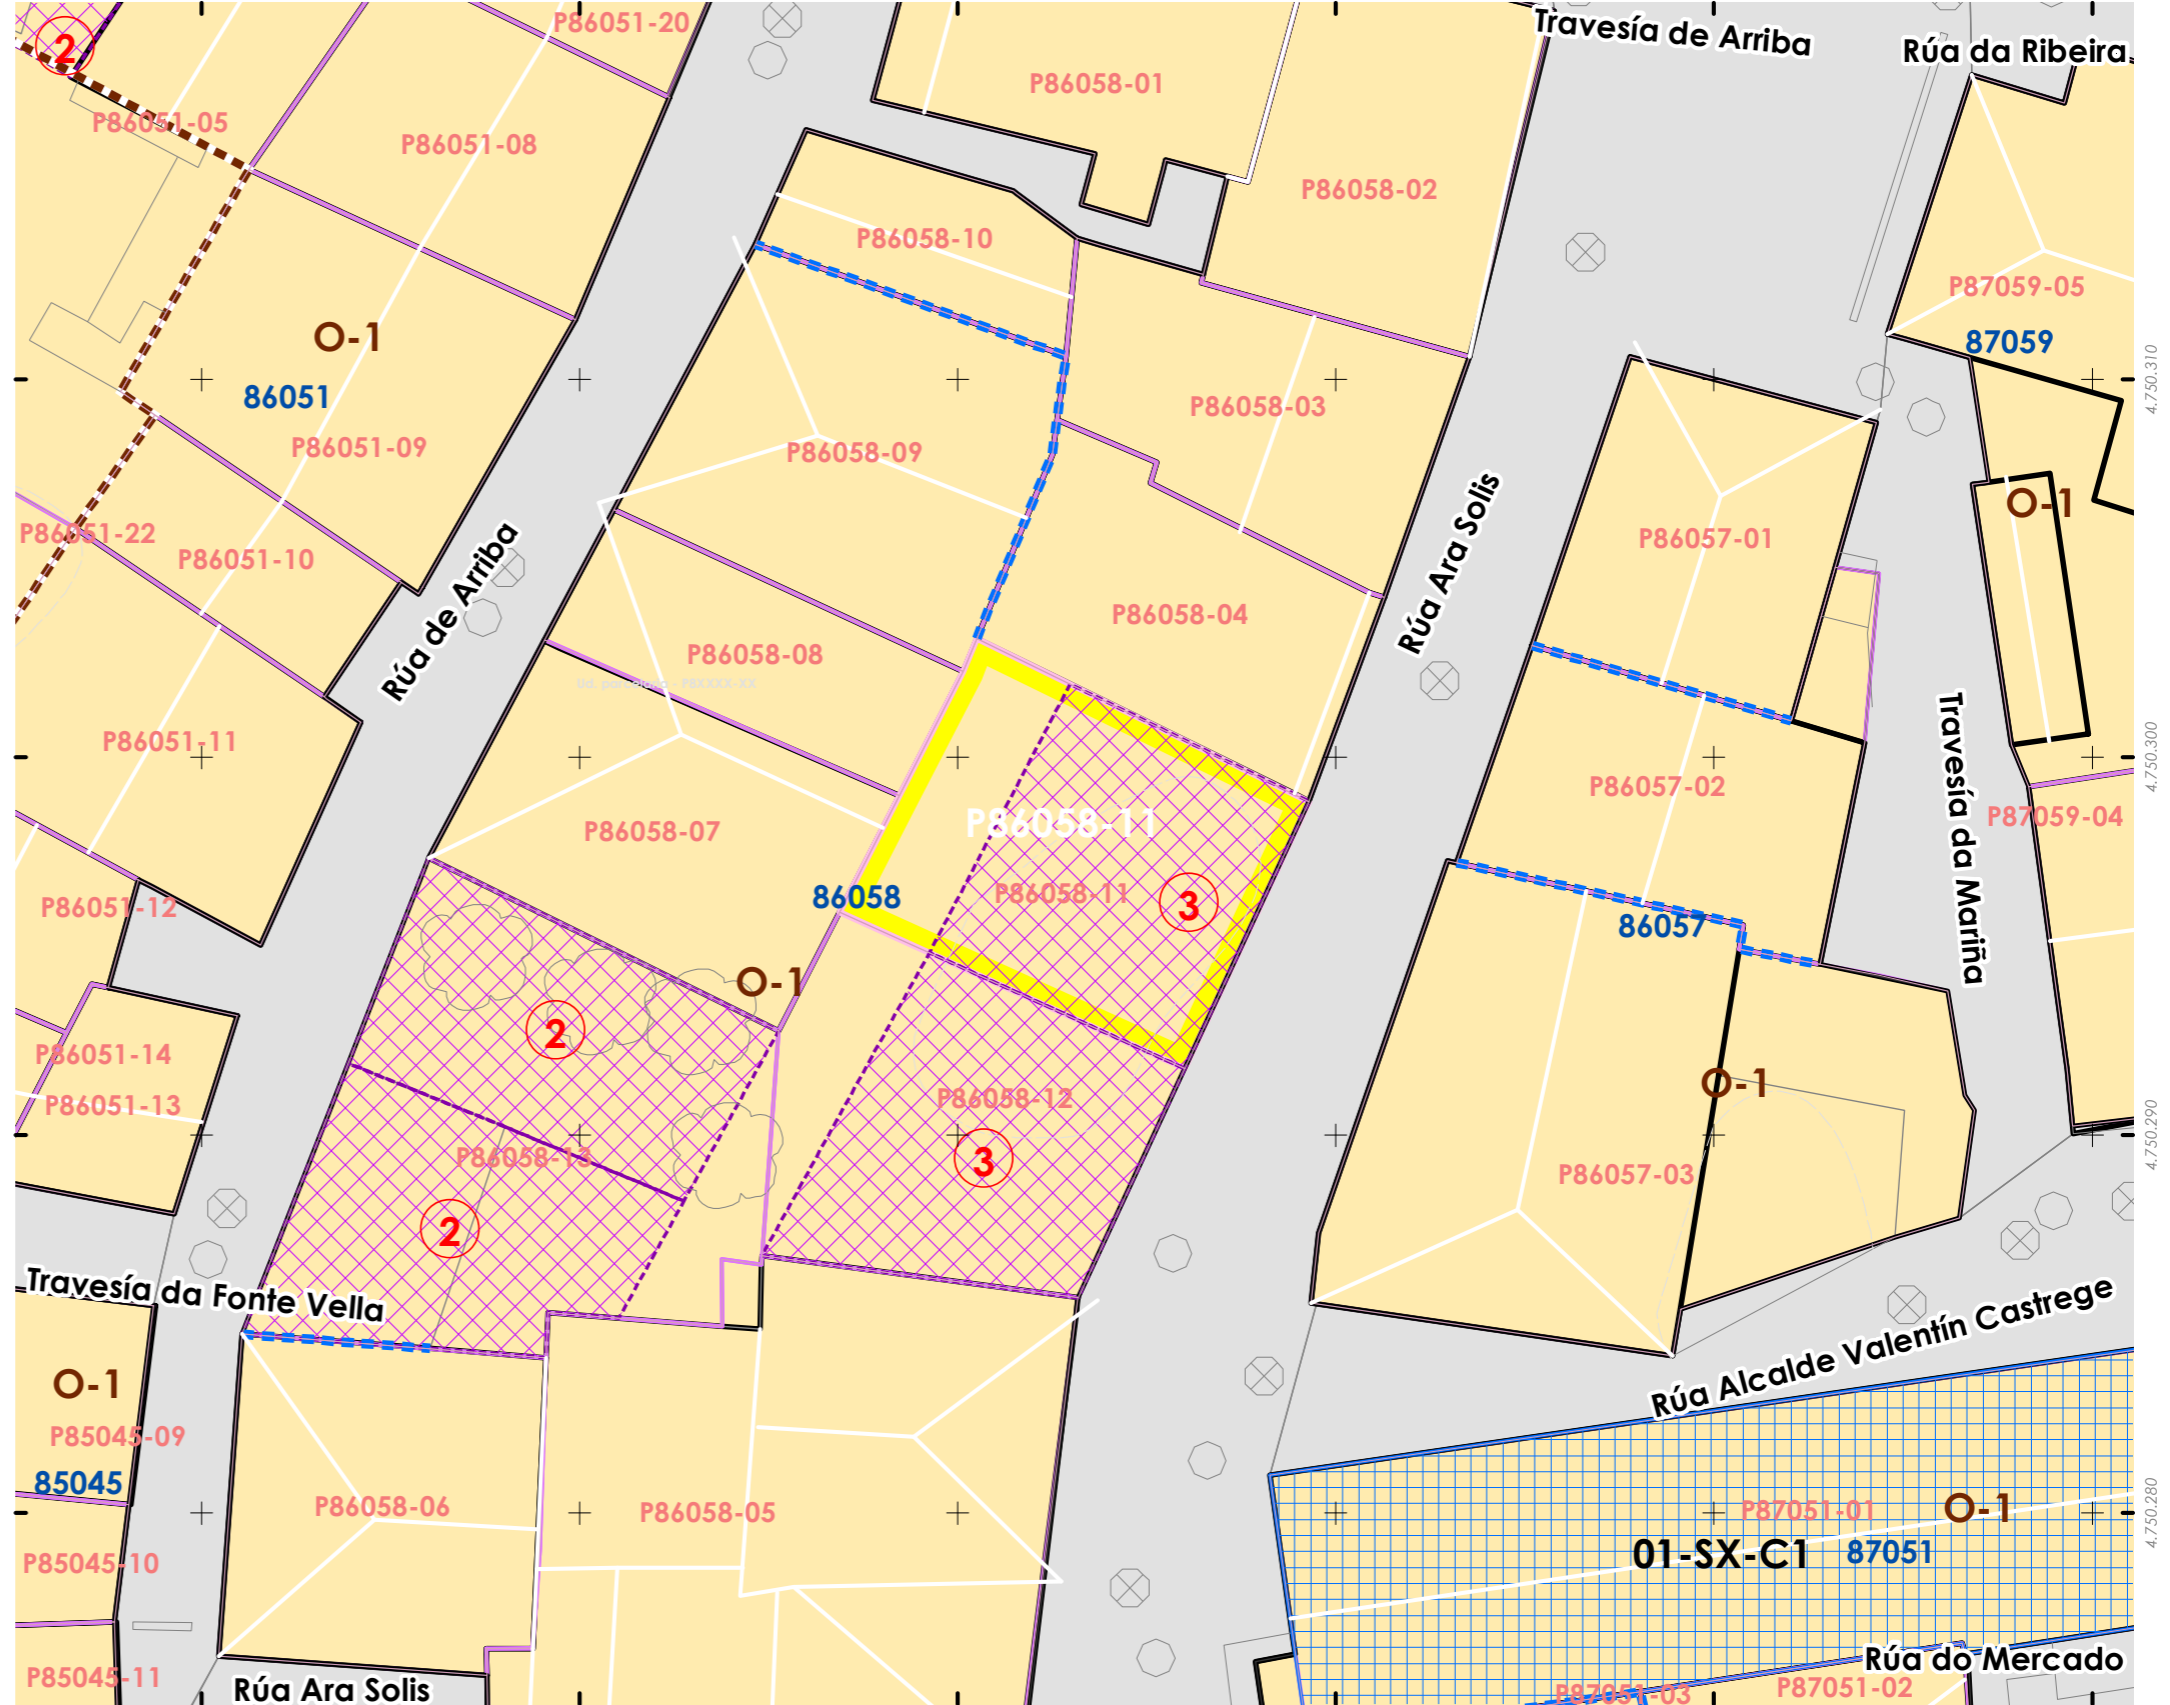 P86051-20
Travesía de Arriba
Rúa da Ribeira
2
P86058-01
P86051-05
P86051-08
P86058-02
P86058-10
P87059-05
O-1
87059
86051
4.750.310
P86058-03
P86051-09
P86058-09
O-1
P86051-22
P86051-10
Rúa de Arriba
Rúa Ara Solis
P86057-01
P86058-04
P86058-08
Ud. parcelaria - P8XXXX-XX
P86051-11
Travesía da Mariña
4.750.300
P86057-02
P86058-07
P86058-11
P87059-04
P86058-11
3
86058
P86051-12
86057
O-1
2
P86051-14
P86051-13
P86058-12
O-1
4.750.290
P86058-13
3
P86057-03
2
Travesía da Fonte Vella
Rúa Alcalde Valentín Castrege
O-1
P85045-09
85045
P86058-06
P86058-05
P87051-01
O-1
4.750.280
01-SX-C1
87051
P85045-10
Rúa do Mercado
P85045-11
Rúa Ara Solis
P87051-03
P87051-02